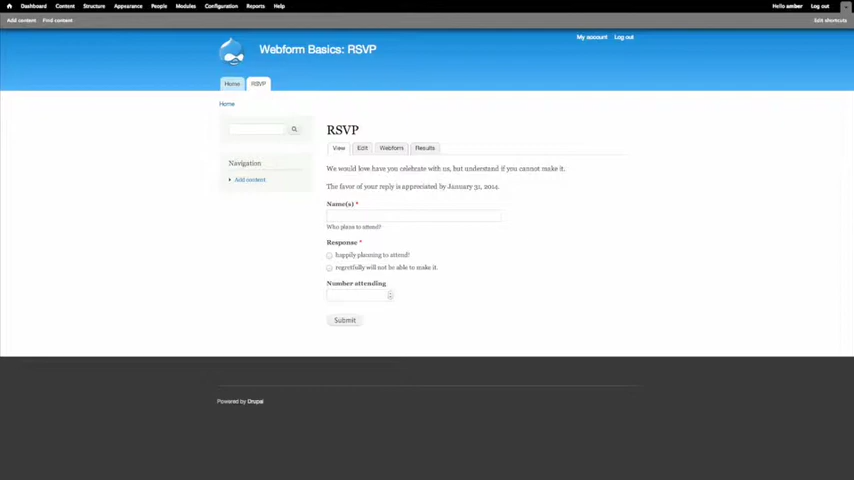 Dashboard Content Structure Appearance People Modules Configuration Reports Help Hello amber Log out
Add content Find content Edit shortcuts
My account Log out
Webform Basics: RSVP
Home RSVP
Home
RSVP
View Edit Webform Results
Navigation
Add content
We would love have you celebrate with us, but understand if you cannot make it.
The favor of your reply is appreciated by January 31, 2014.
Name(s) *
Who plans to attend?
Response *
happily planning to attend!
regretfully will not be able to make it.
Number attending
Submit
Powered by Drupal